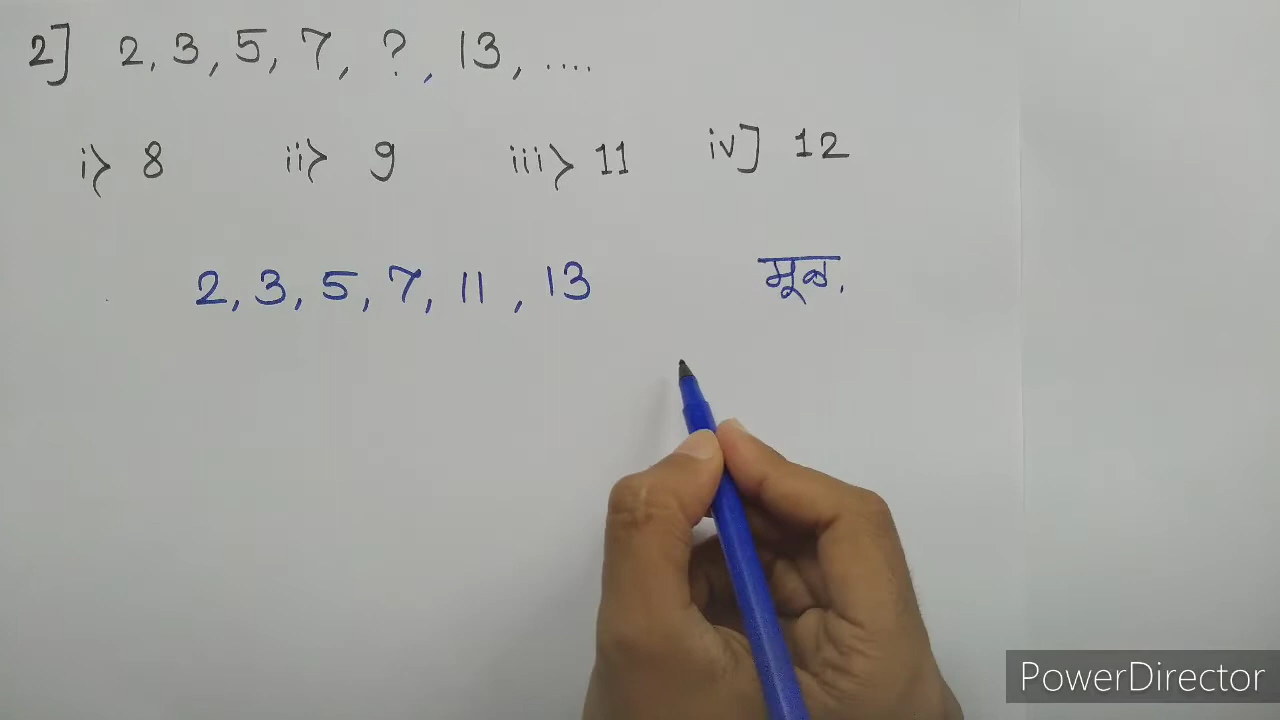 2] 2, 3, 5, 7, ?, 13, ....
i> 8 ii> 9 iii> 11 iv] 12
2, 3, 5, 7, 11, 13 मूळ.
PowerDirector